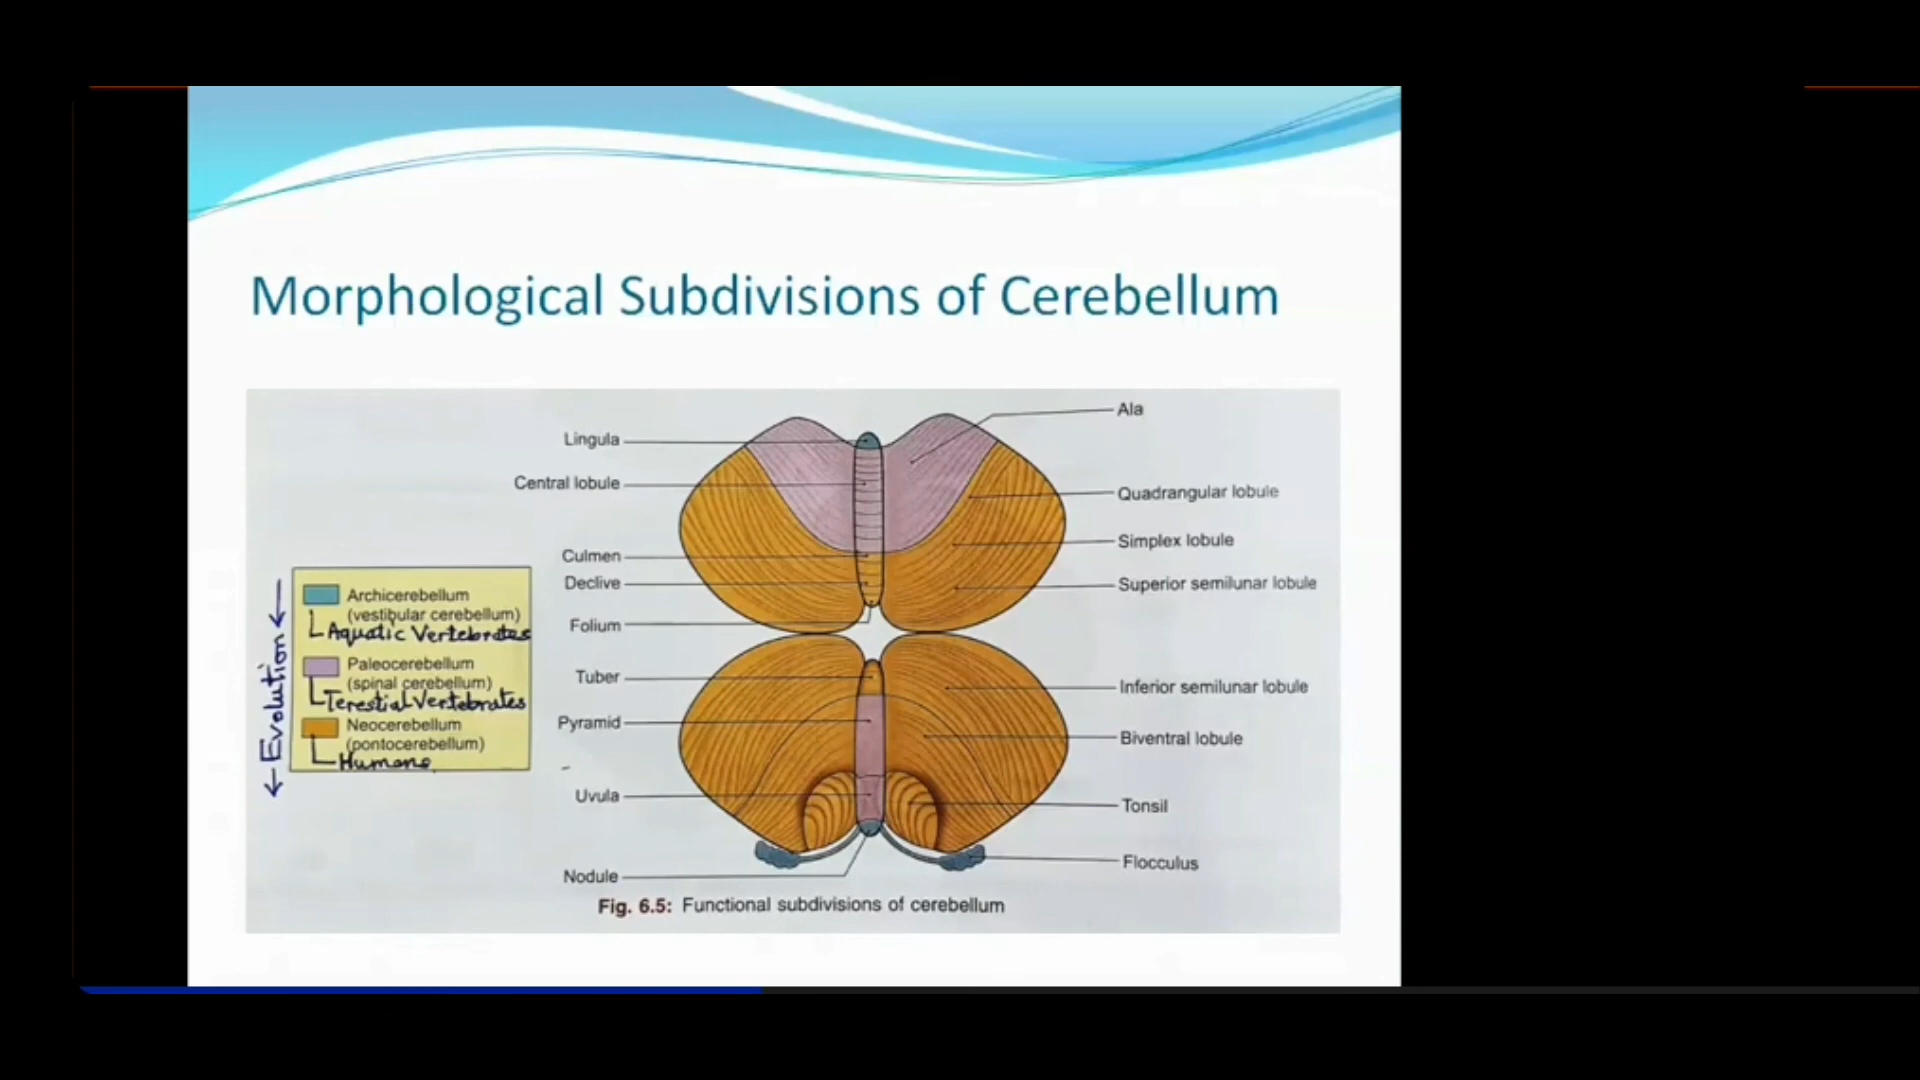 Morphological Subdivisions of Cerebellum
Lingula
Central lobule
Culmen
Declive
Folium
Tuber
Pyramid
Uvula
Nodule
Ala
Quadrangular lobule
Simplex lobule
Superior semilunar lobule
Inferior semilunar lobule
Biventral lobule
Tonsil
Flocculus
← Evolution ←
Archicerebellum
(vestibular cerebellum)
Aquatic Vertebrates
Paleocerebellum
(spinal cerebellum)
Terestial Vertebrates
Neocerebellum
(pontocerebellum)
Humans
Fig. 6.5: Functional subdivisions of cerebellum